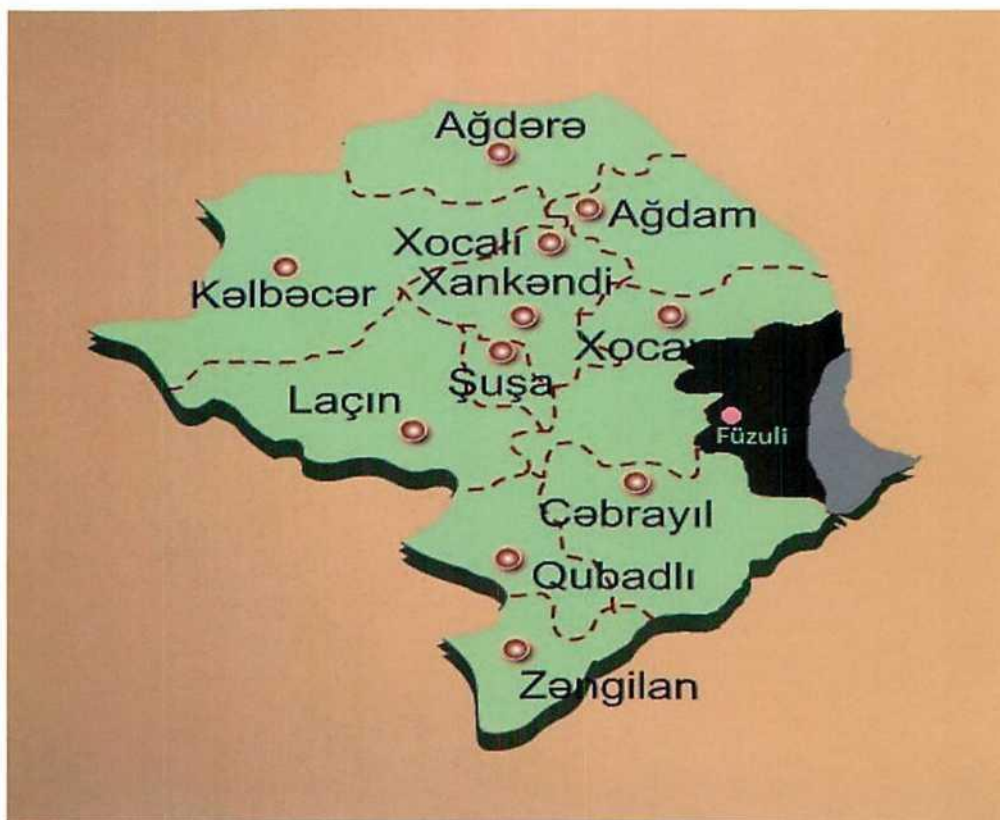 Ağdərə
Ağdam
Xocalı
Xankəndi
Kəlbəcər
Şuşa
Laçın
Füzuli
Cəbrayıl
Qubadlı
Zəngilan